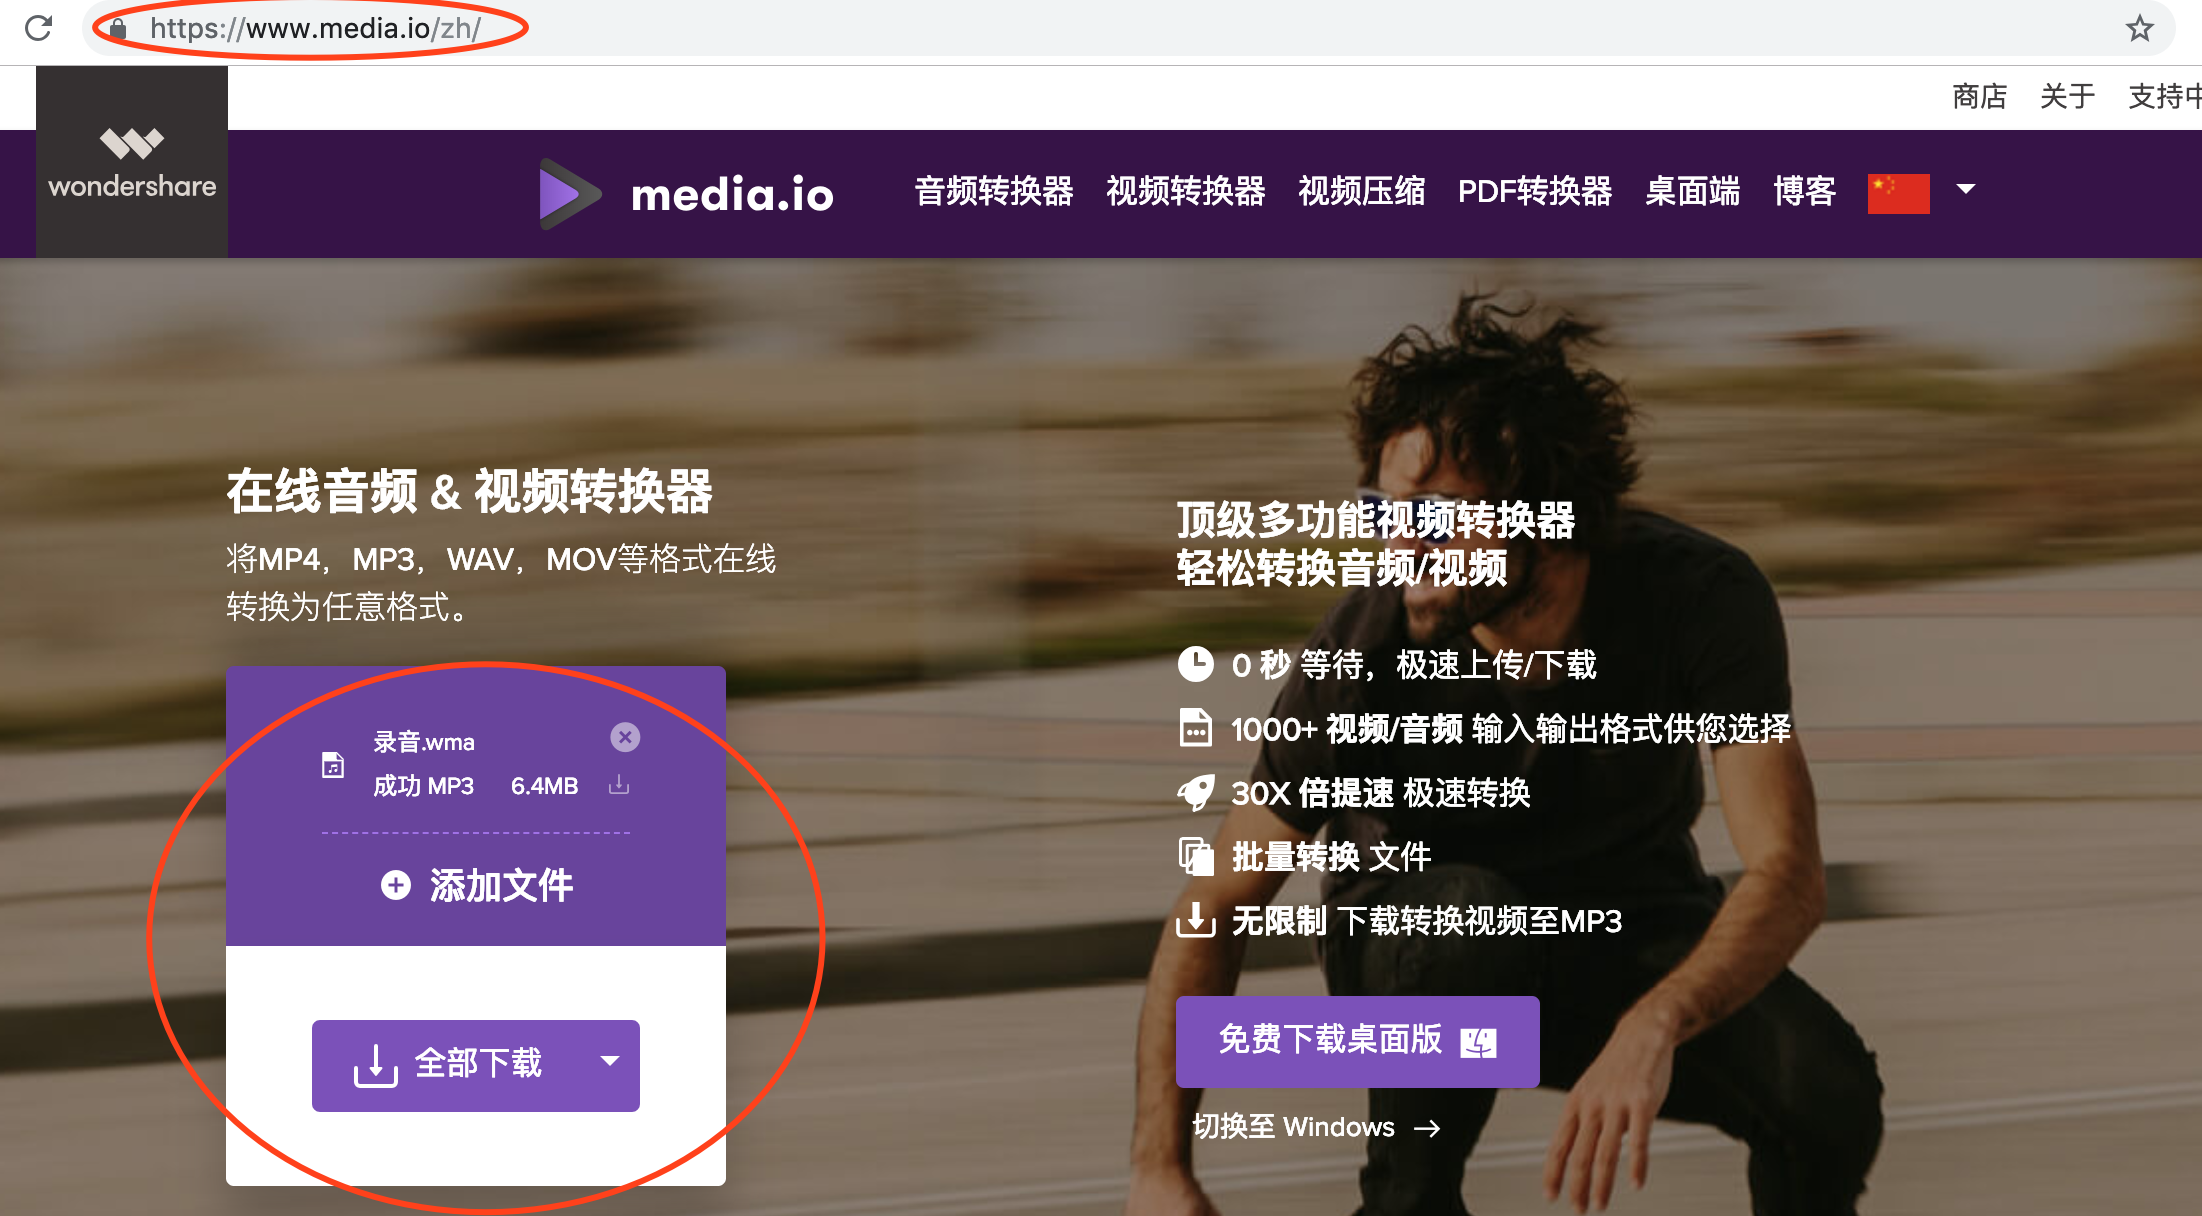 https://www.media.io/zh/
商店 关于 支持中
wondershare
media.io 音频转换器 视频转换器 视频压缩 PDF转换器 桌面端 博客
在线音频 & 视频转换器
将MP4，MP3，WAV，MOV等格式在线
转换为任意格式。
录音.wma
成功 MP3 6.4MB
添加文件
全部下载
顶级多功能视频转换器
轻松转换音频/视频
0 秒 等待，极速上传/下载
1000+ 视频/音频 输入输出格式供您选择
30X 倍提速 极速转换
批量转换 文件
无限制 下载转换视频至MP3
免费下载桌面版
切换至 Windows →